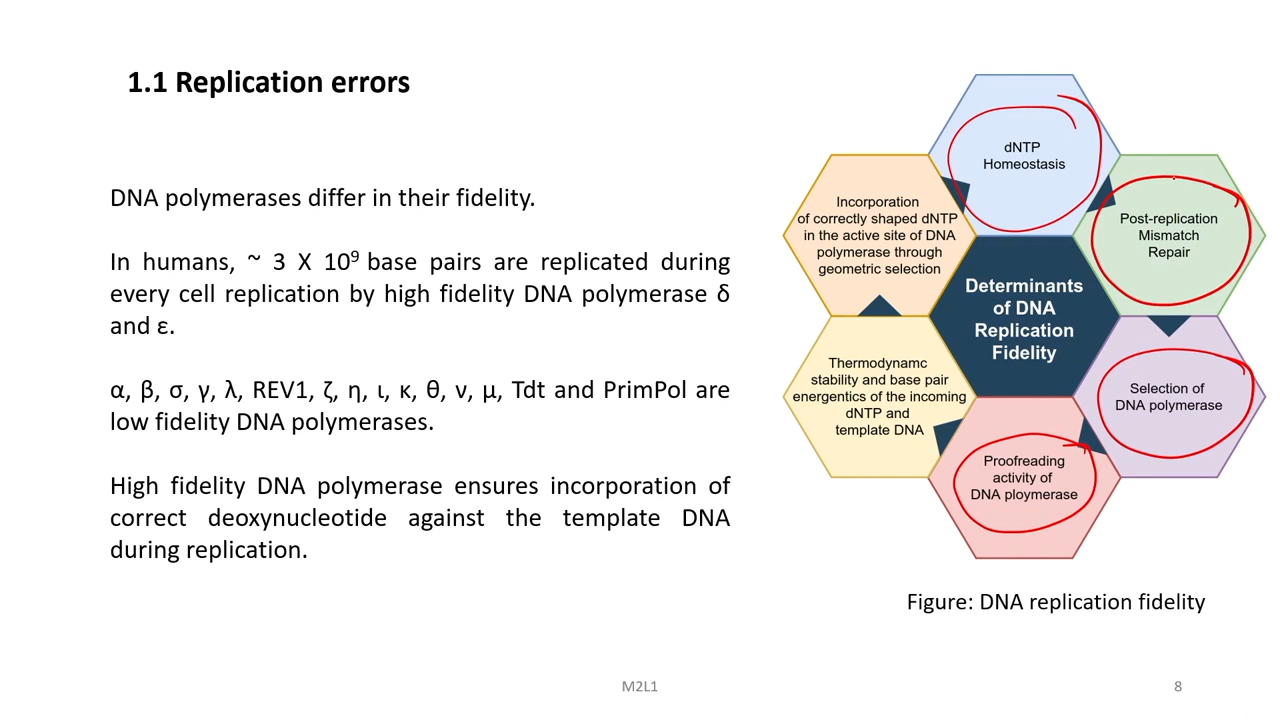 1.1 Replication errors
DNA polymerases differ in their fidelity.
In humans, ~ 3 X 10⁹ base pairs are replicated during
every cell replication by high fidelity DNA polymerase δ
and ε.
α, β, σ, γ, λ, REV1, ζ, η, ι, κ, θ, ν, μ, Tdt and PrimPol are
low fidelity DNA polymerases.
High fidelity DNA polymerase ensures incorporation of
correct deoxynucleotide against the template DNA
during replication.
dNTP
Homeostasis
Post-replication
Mismatch
Repair
Selection of
DNA polymerase
Proofreading
activity of
DNA ploymerase
Thermodynamc
stability and base pair
energentics of the incoming
dNTP and
template DNA
Incorporation
of correctly shaped dNTP
in the active site of DNA
polymerase through
geometric selection
Determinants
of DNA
Replication
Fidelity
Figure: DNA replication fidelity
M2L1
8